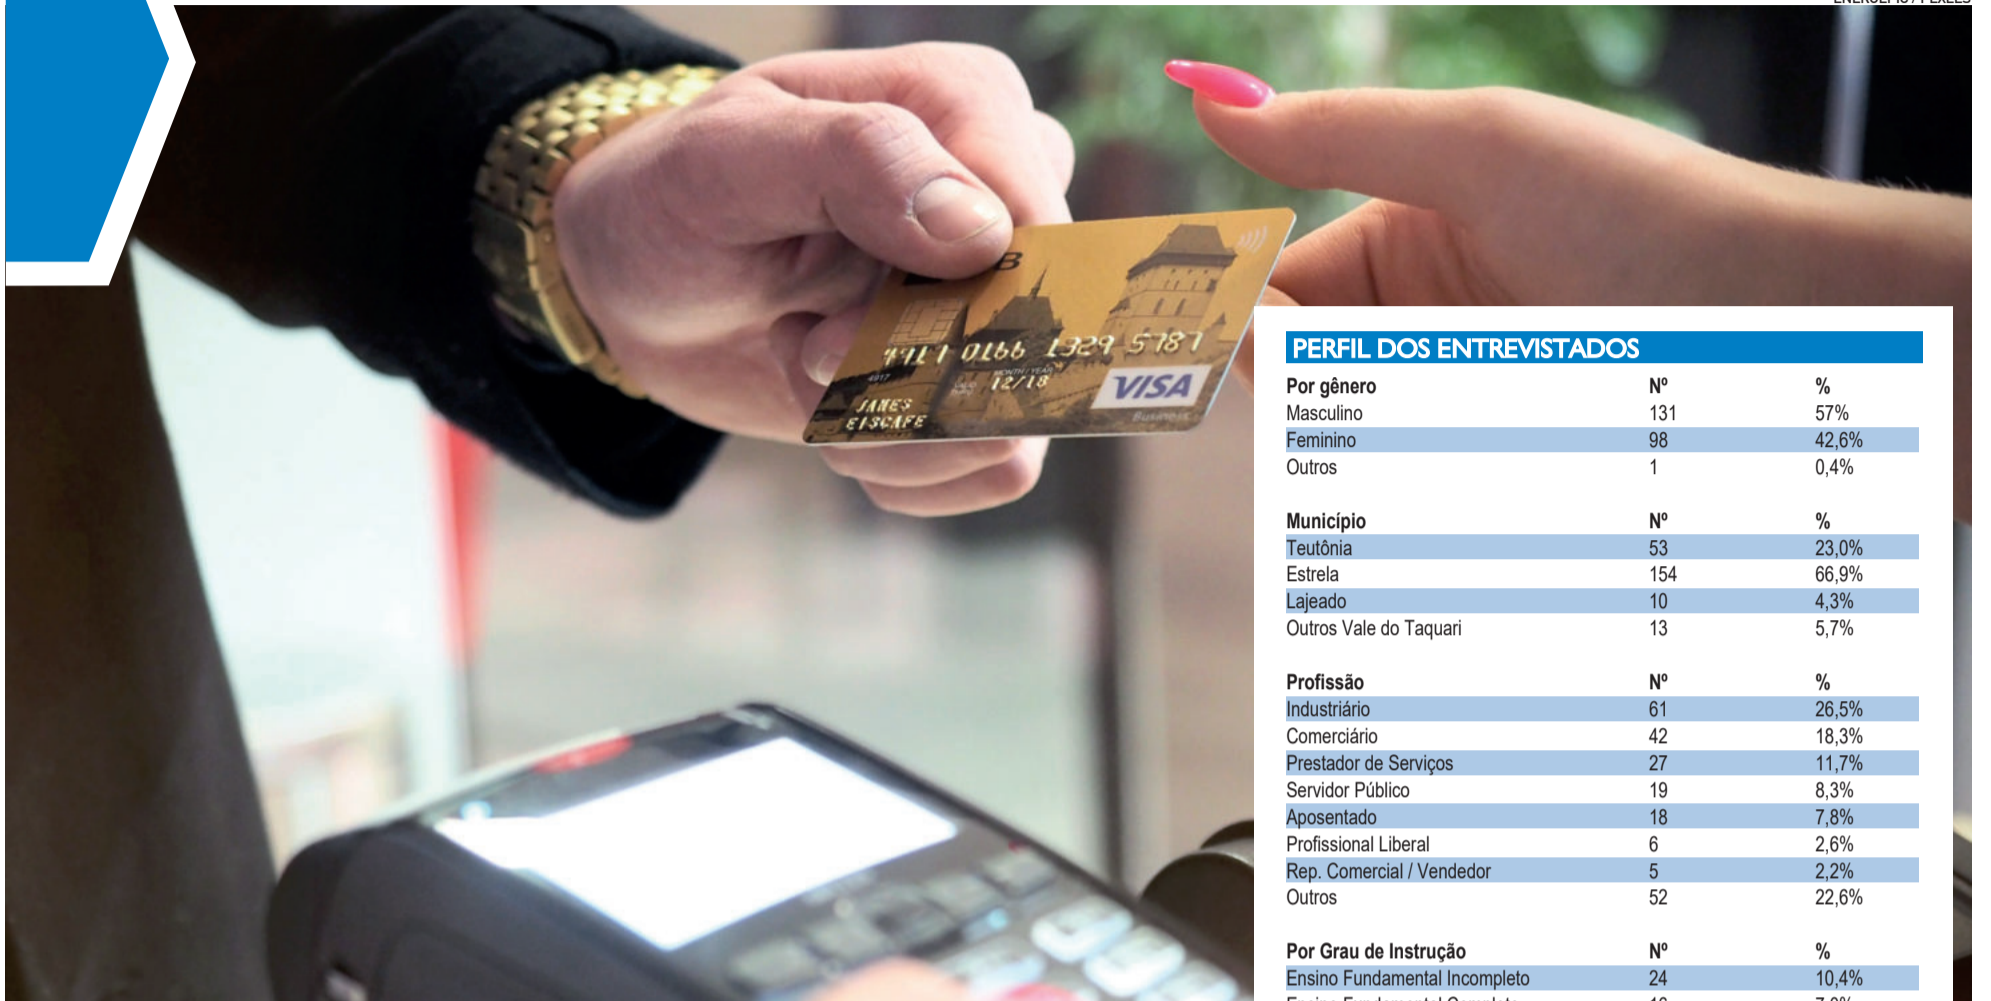 B
4917 0166 1329 5787
4917
MONTH / YEAR
12/18
VISA
JAMES
EISCAFE
Business
PERFIL DOS ENTREVISTADOS
Por gênero Nº %
Masculino 131 57%
Feminino 98 42,6%
Outros 1 0,4%
Município Nº %
Teutônia 53 23,0%
Estrela 154 66,9%
Lajeado 10 4,3%
Outros Vale do Taquari 13 5,7%
Profissão Nº %
Industriário 61 26,5%
Comerciário 42 18,3%
Prestador de Serviços 27 11,7%
Servidor Público 19 8,3%
Aposentado 18 7,8%
Profissional Liberal 6 2,6%
Rep. Comercial / Vendedor 5 2,2%
Outros 52 22,6%
Por Grau de Instrução Nº %
Ensino Fundamental Incompleto 24 10,4%